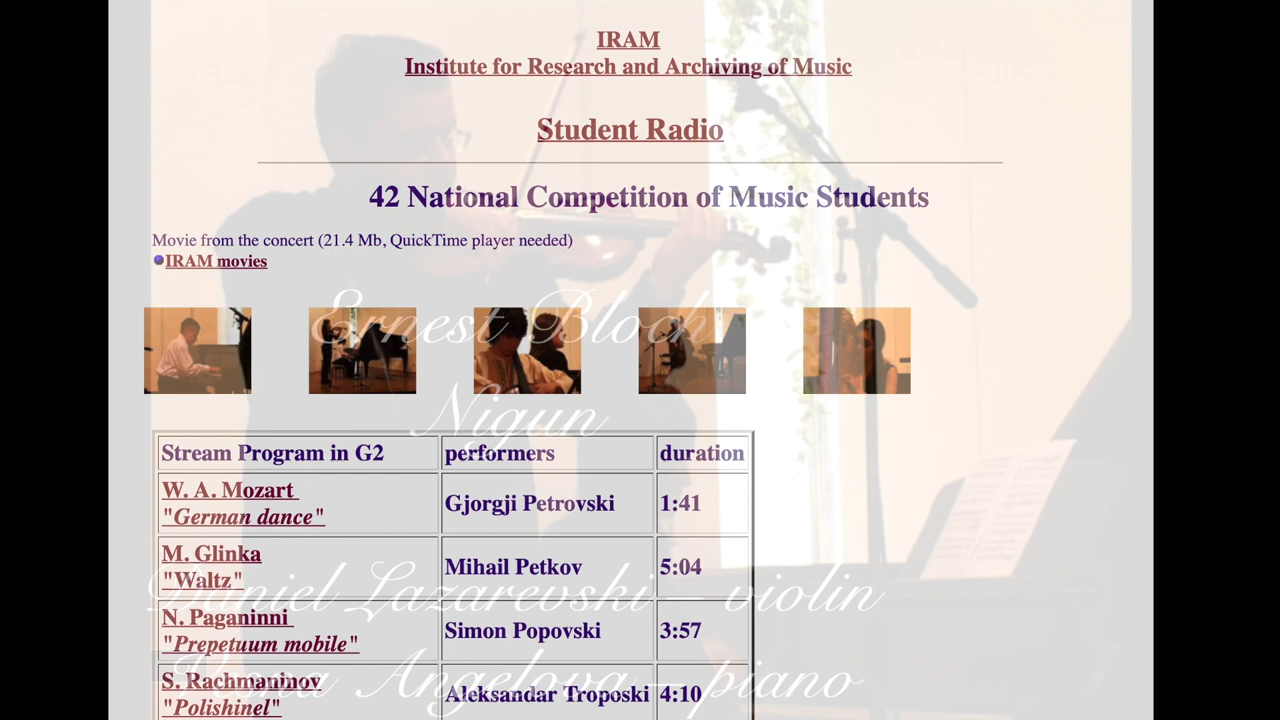 IRAM
Institute for Research and Archiving of Music
Student Radio
42 National Competition of Music Students
Movie from the concert (21.4 Mb, QuickTime player needed)
IRAM movies
Ernest Bloch
Nigun
Stream Program in G2 performers duration
W. A. Mozart
"German dance" Gjorgji Petrovski 1:41
M. Glinka
"Waltz" Mihail Petkov 5:04
N. Paganinni
"Prepetuum mobile" Simon Popovski 3:57
S. Rachmaninov
"Polishinel" Aleksandar Troposki 4:10
Daniel Lazarevski – violin
Angelova – piano